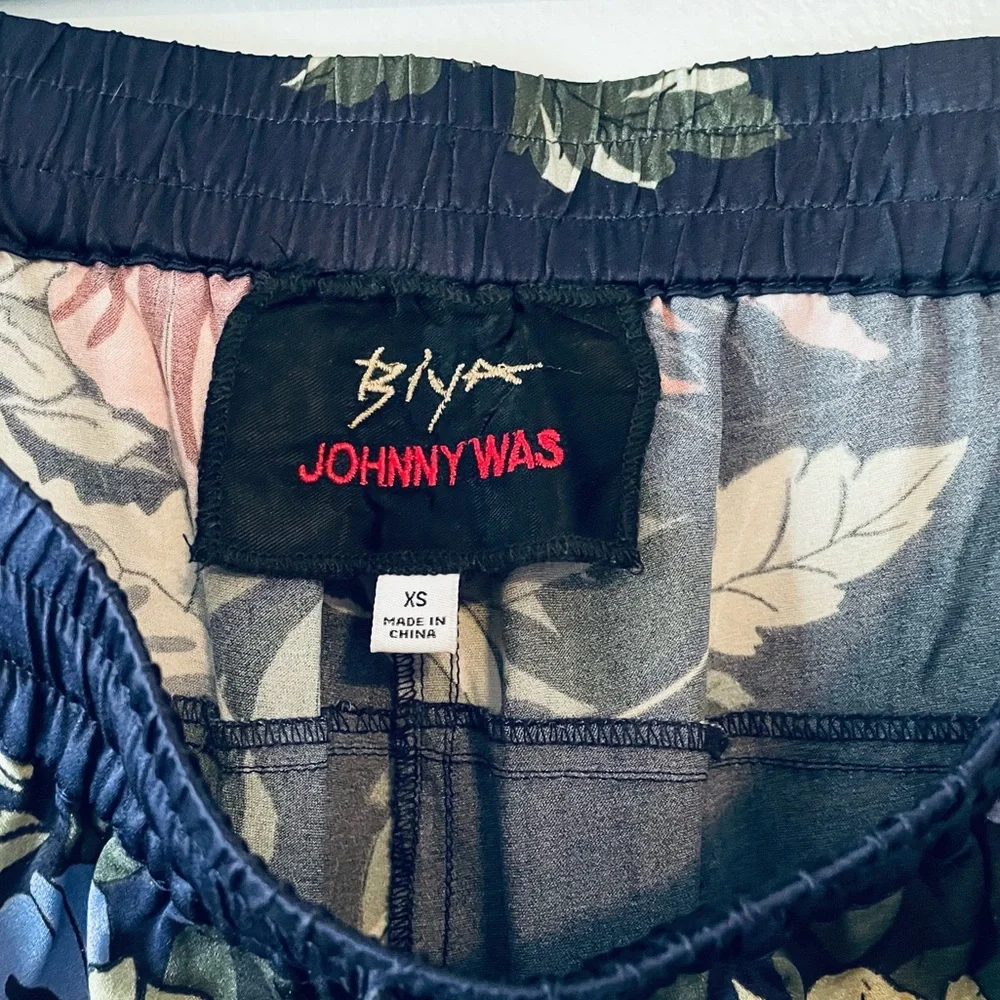 Biya
JOHNNY WAS
XS
MADE IN
CHINA